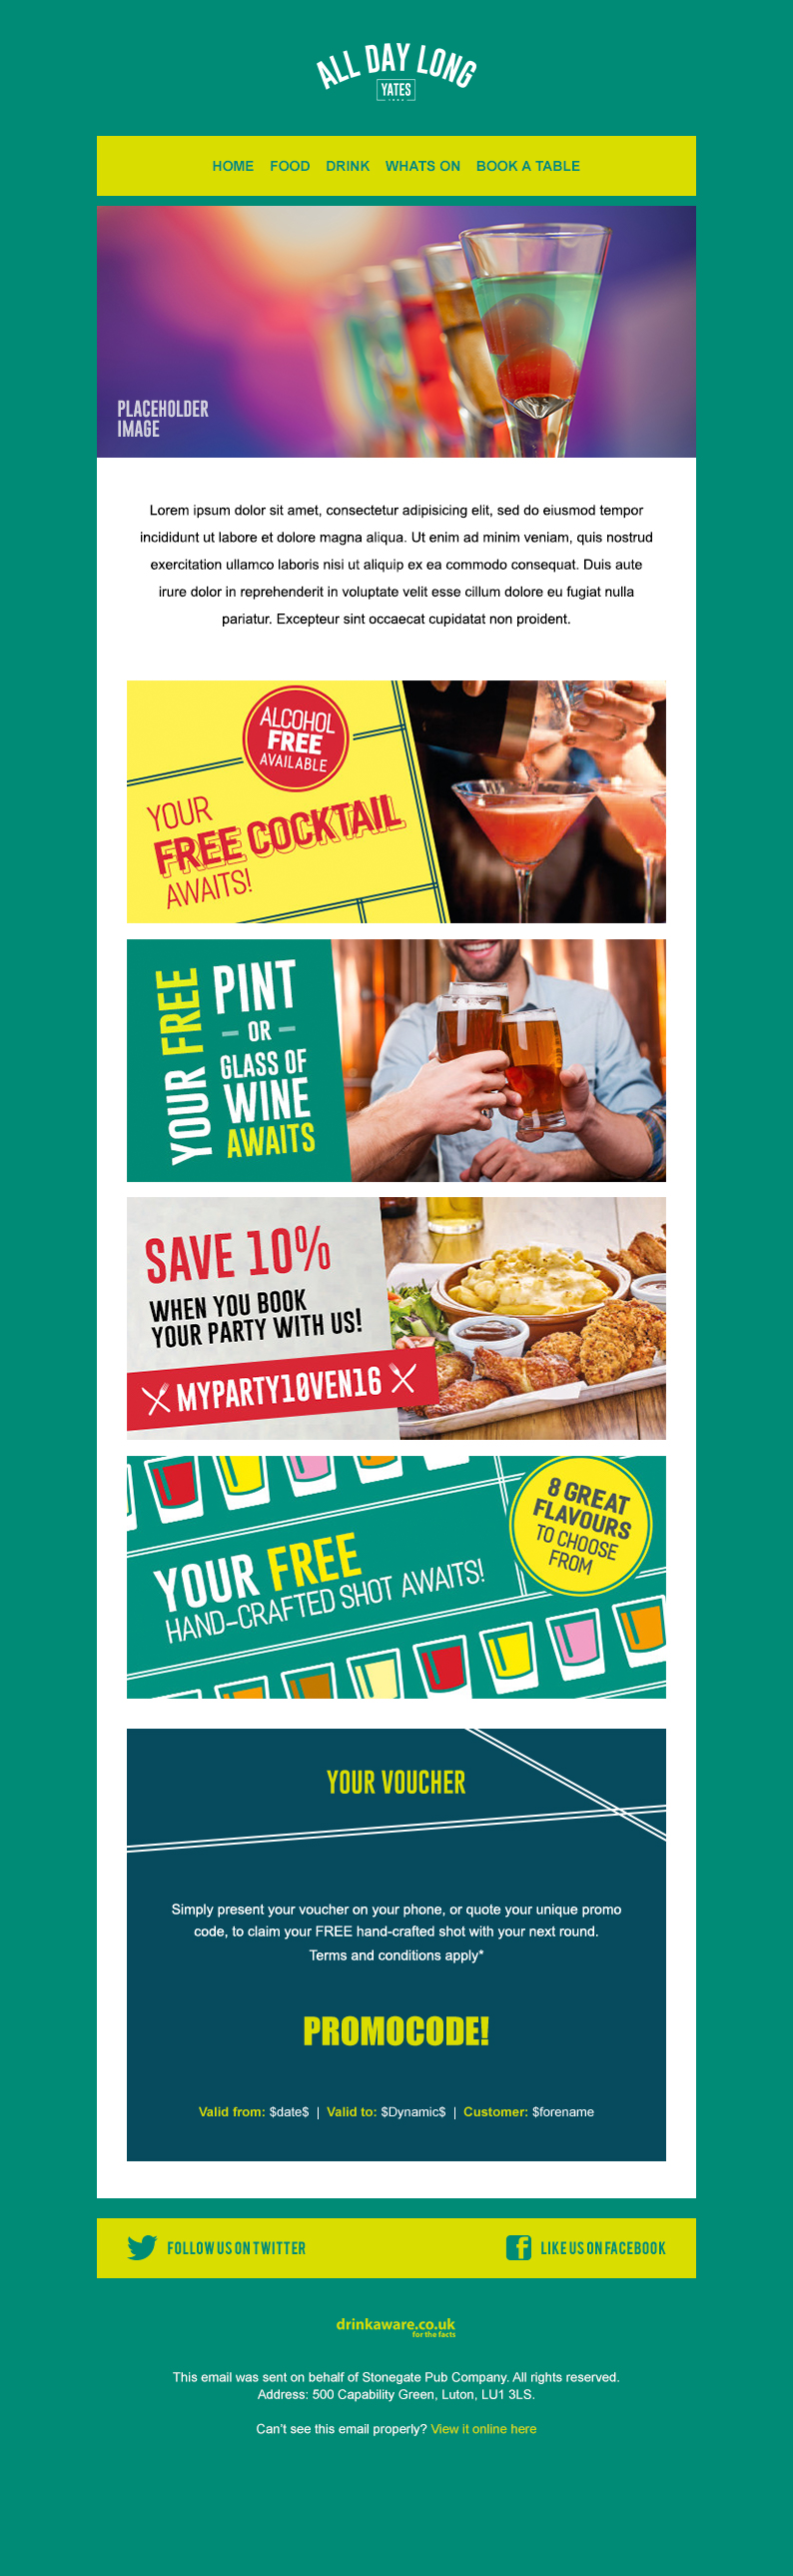 ALL DAY LONG
YATES
HOME FOOD DRINK WHATS ON BOOK A TABLE
PLACEHOLDER
IMAGE
Lorem ipsum dolor sit amet, consectetur adipisicing elit, sed do eiusmod tempor
incididunt ut labore et dolore magna aliqua. Ut enim ad minim veniam, quis nostrud
exercitation ullamco laboris nisi ut aliquip ex ea commodo consequat. Duis aute
irure dolor in reprehenderit in voluptate velit esse cillum dolore eu fugiat nulla
pariatur. Excepteur sint occaecat cupidatat non proident.
ALCOHOL
FREE
AVAILABLE
YOUR
FREE COCKTAIL
AWAITS!
YOUR FREE
PINT
– OR –
GLASS OF
WINE
AWAITS
SAVE 10%
WHEN YOU BOOK
YOUR PARTY WITH US!
MYPARTY10VEN16
8 GREAT
FLAVOURS
TO CHOOSE
FROM
YOUR FREE
HAND-CRAFTED SHOT AWAITS!
YOUR VOUCHER
Simply present your voucher on your phone, or quote your unique promo
code, to claim your FREE hand-crafted shot with your next round.
Terms and conditions apply*
PROMOCODE!
Valid from: $date$ | Valid to: $Dynamic$ | Customer: $forename
FOLLOW US ON TWITTER
LIKE US ON FACEBOOK
drinkaware.co.uk
for the facts
This email was sent on behalf of Stonegate Pub Company. All rights reserved.
Address: 500 Capability Green, Luton, LU1 3LS.
Can't see this email properly? View it online here